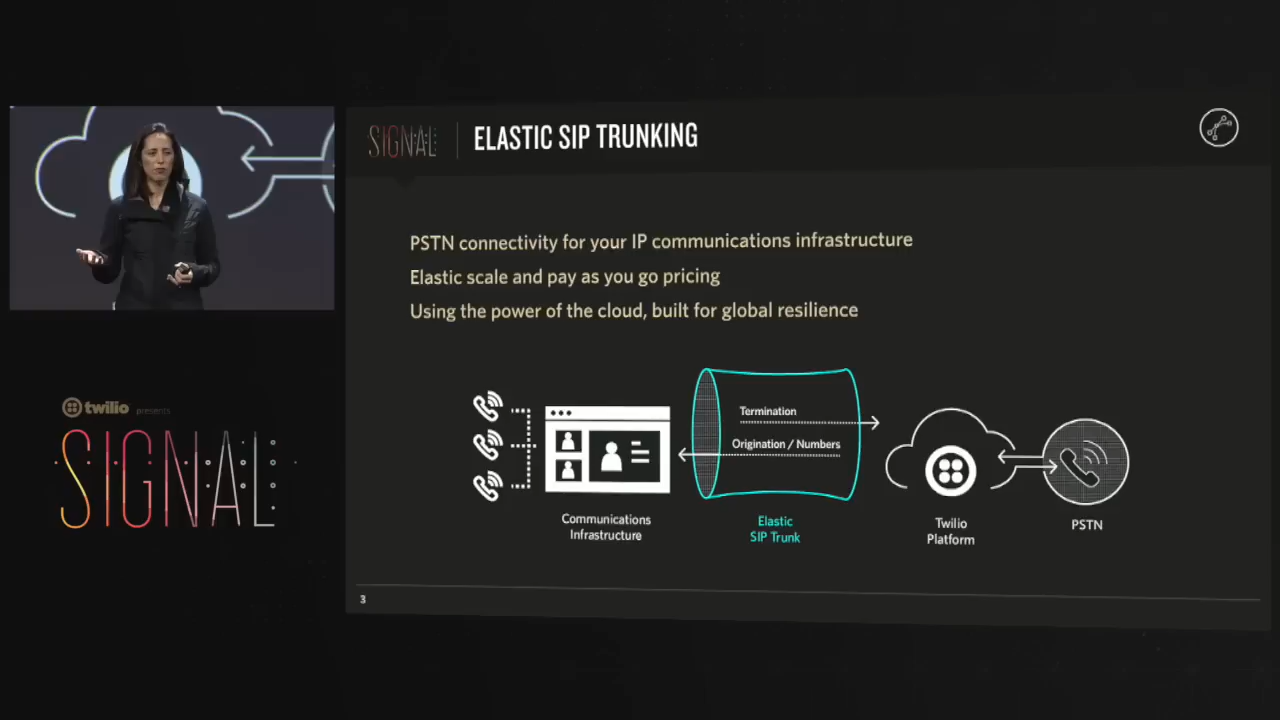 SIGNAL
ELASTIC SIP TRUNKING
PSTN connectivity for your IP communications infrastructure
Elastic scale and pay as you go pricing
Using the power of the cloud, built for global resilience
Termination
Origination / Numbers
Communications
Infrastructure
Elastic
SIP Trunk
Twilio
Platform
PSTN
3
twilio presents
SIGNAL